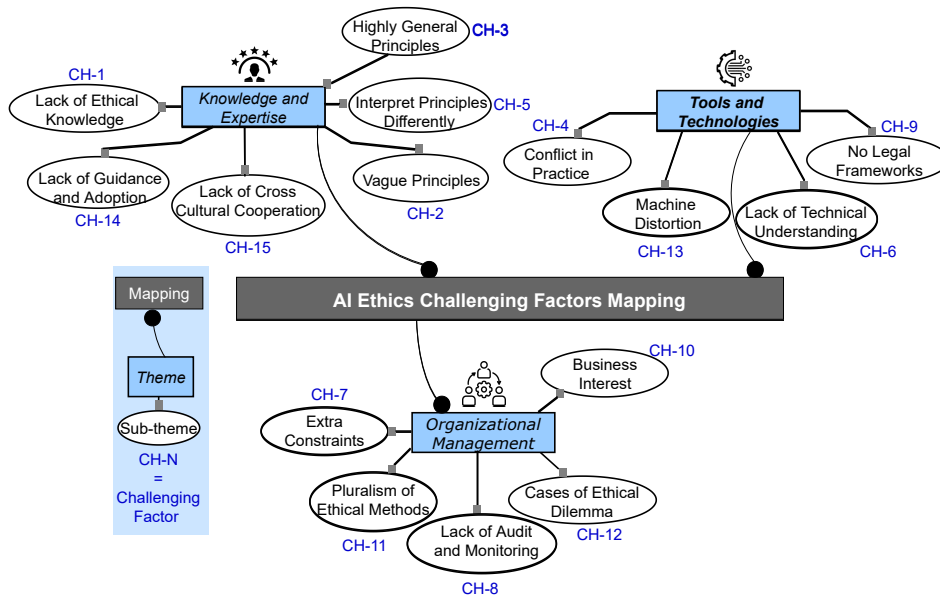 Highly General
Principles
CH-3
CH-1
Lack of Ethical
Knowledge
Knowledge and
Expertise
Interpret Principles
Differently
CH-5
Lack of Guidance
and Adoption
CH-14
Lack of Cross
Cultural Cooperation
CH-15
Vague Principles
CH-2
Tools and
Technologies
CH-4
Conflict in
Practice
CH-9
No Legal
Frameworks
Machine
Distortion
CH-13
Lack of Technical
Understanding
CH-6
AI Ethics Challenging Factors Mapping
Mapping
Theme
Sub-theme
CH-N
=
Challenging
Factor
CH-10
Business
Interest
CH-7
Extra
Constraints
Organizational
Management
Pluralism of
Ethical Methods
CH-11
Lack of Audit
and Monitoring
CH-8
Cases of Ethical
Dilemma
CH-12